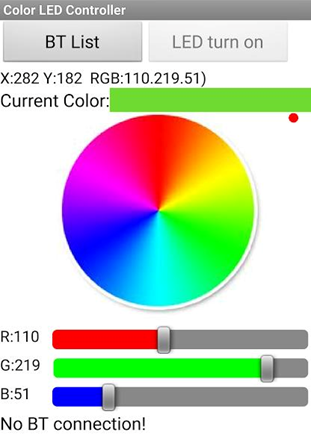 Color LED Controller
BT List
LED turn on
X:282 Y:182 RGB:110.219.51)
Current Color:
R:110
G:219
B:51
No BT connection!